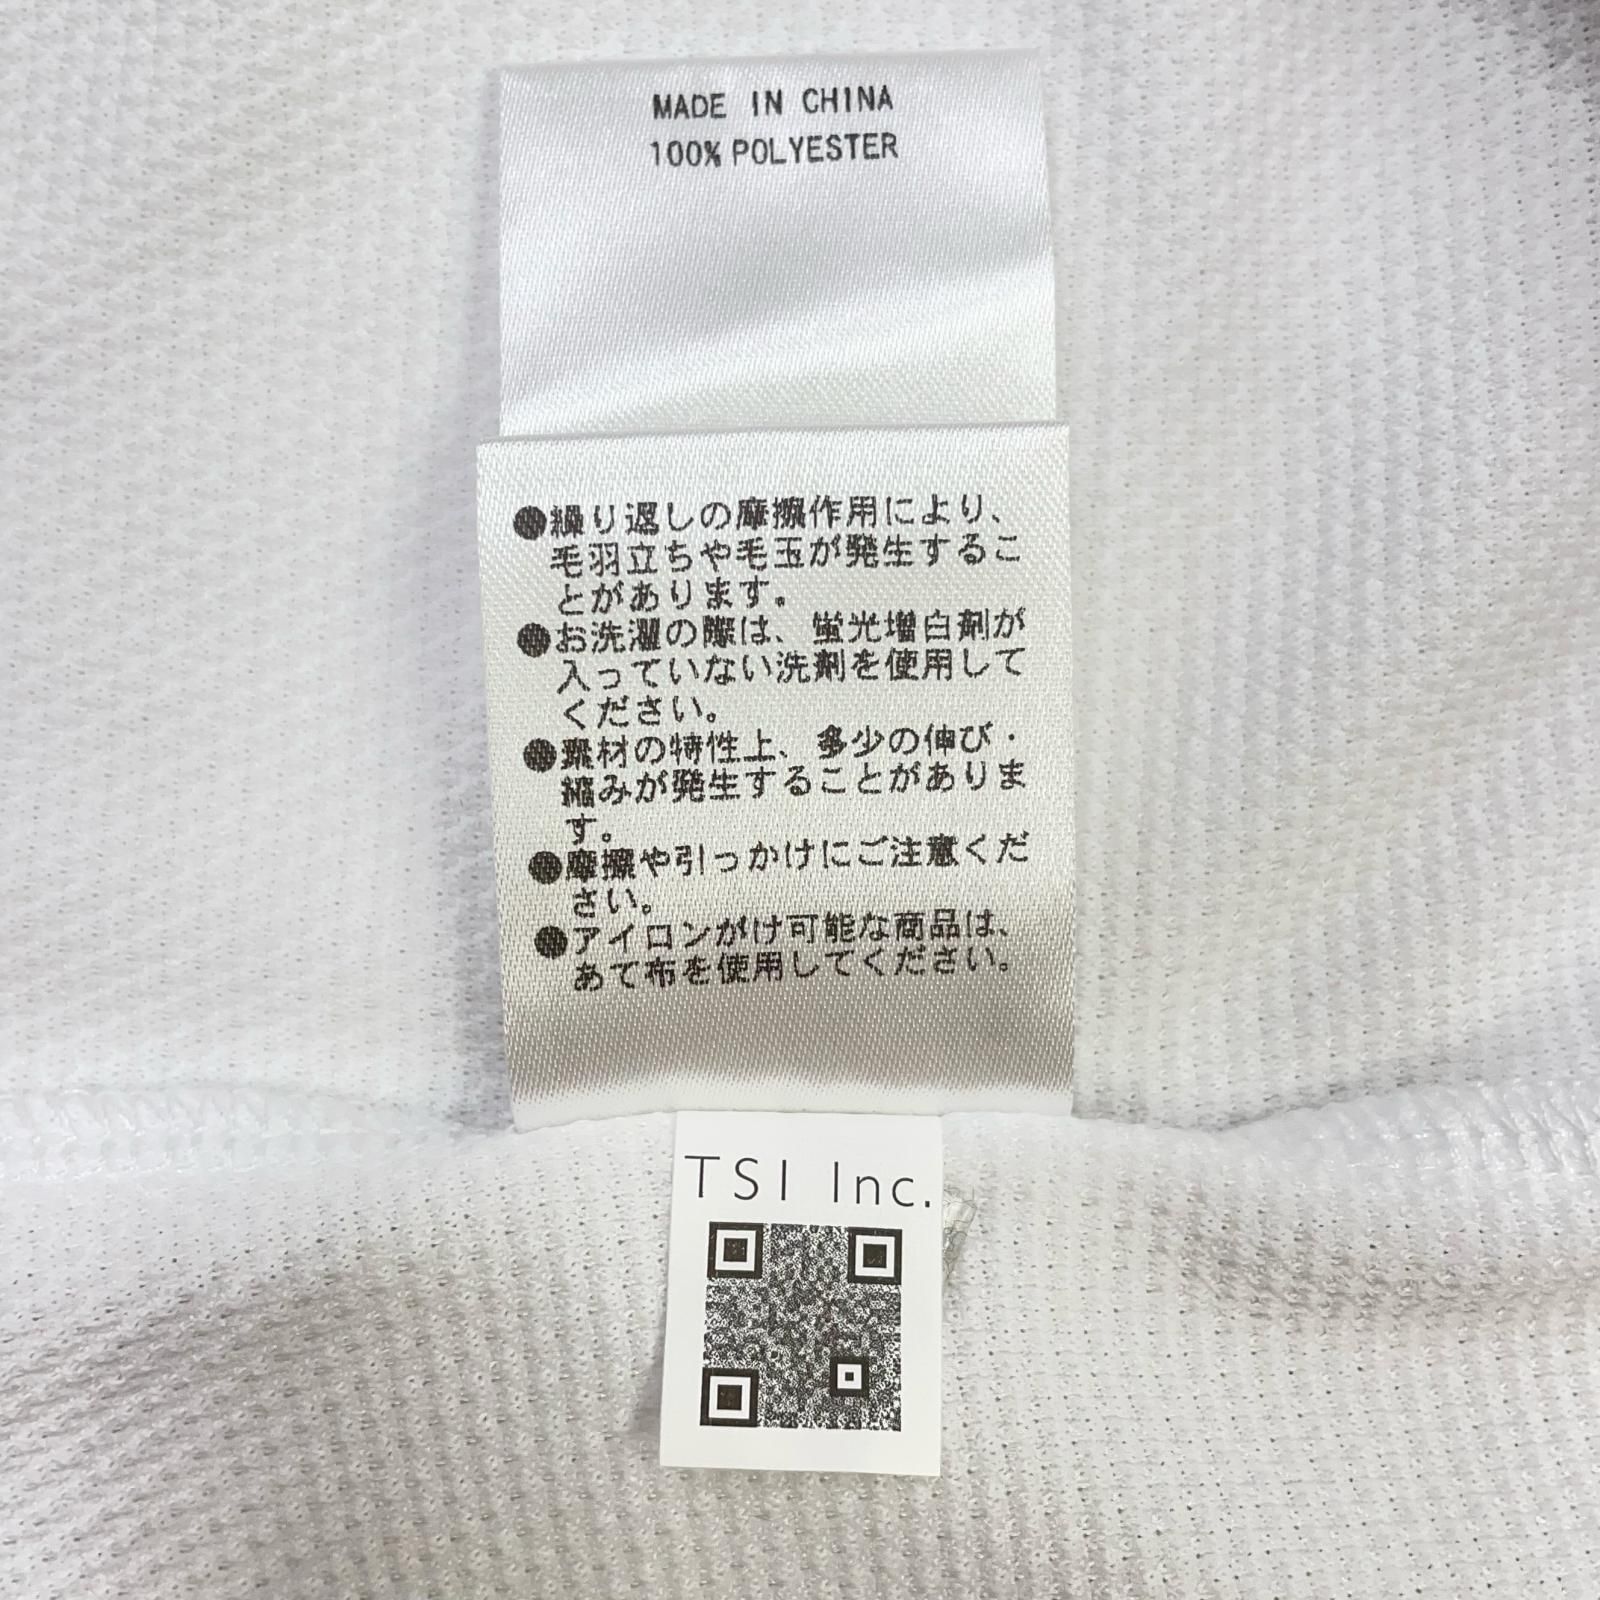 MADE IN CHINA
100% POLYESTER
●繰り返しの摩擦作用により、
毛羽立ちや毛玉が発生するこ
とがあります。
●お洗濯の際は、蛍光増白剤が
入っていない洗剤を使用して
ください。
●素材の特性上、多少の伸び・
縮みが発生することがありま
す。
●摩擦や引っかけにご注意くだ
さい。
●アイロンがけ可能な商品は、
あて布を使用してください。
TSI Inc.